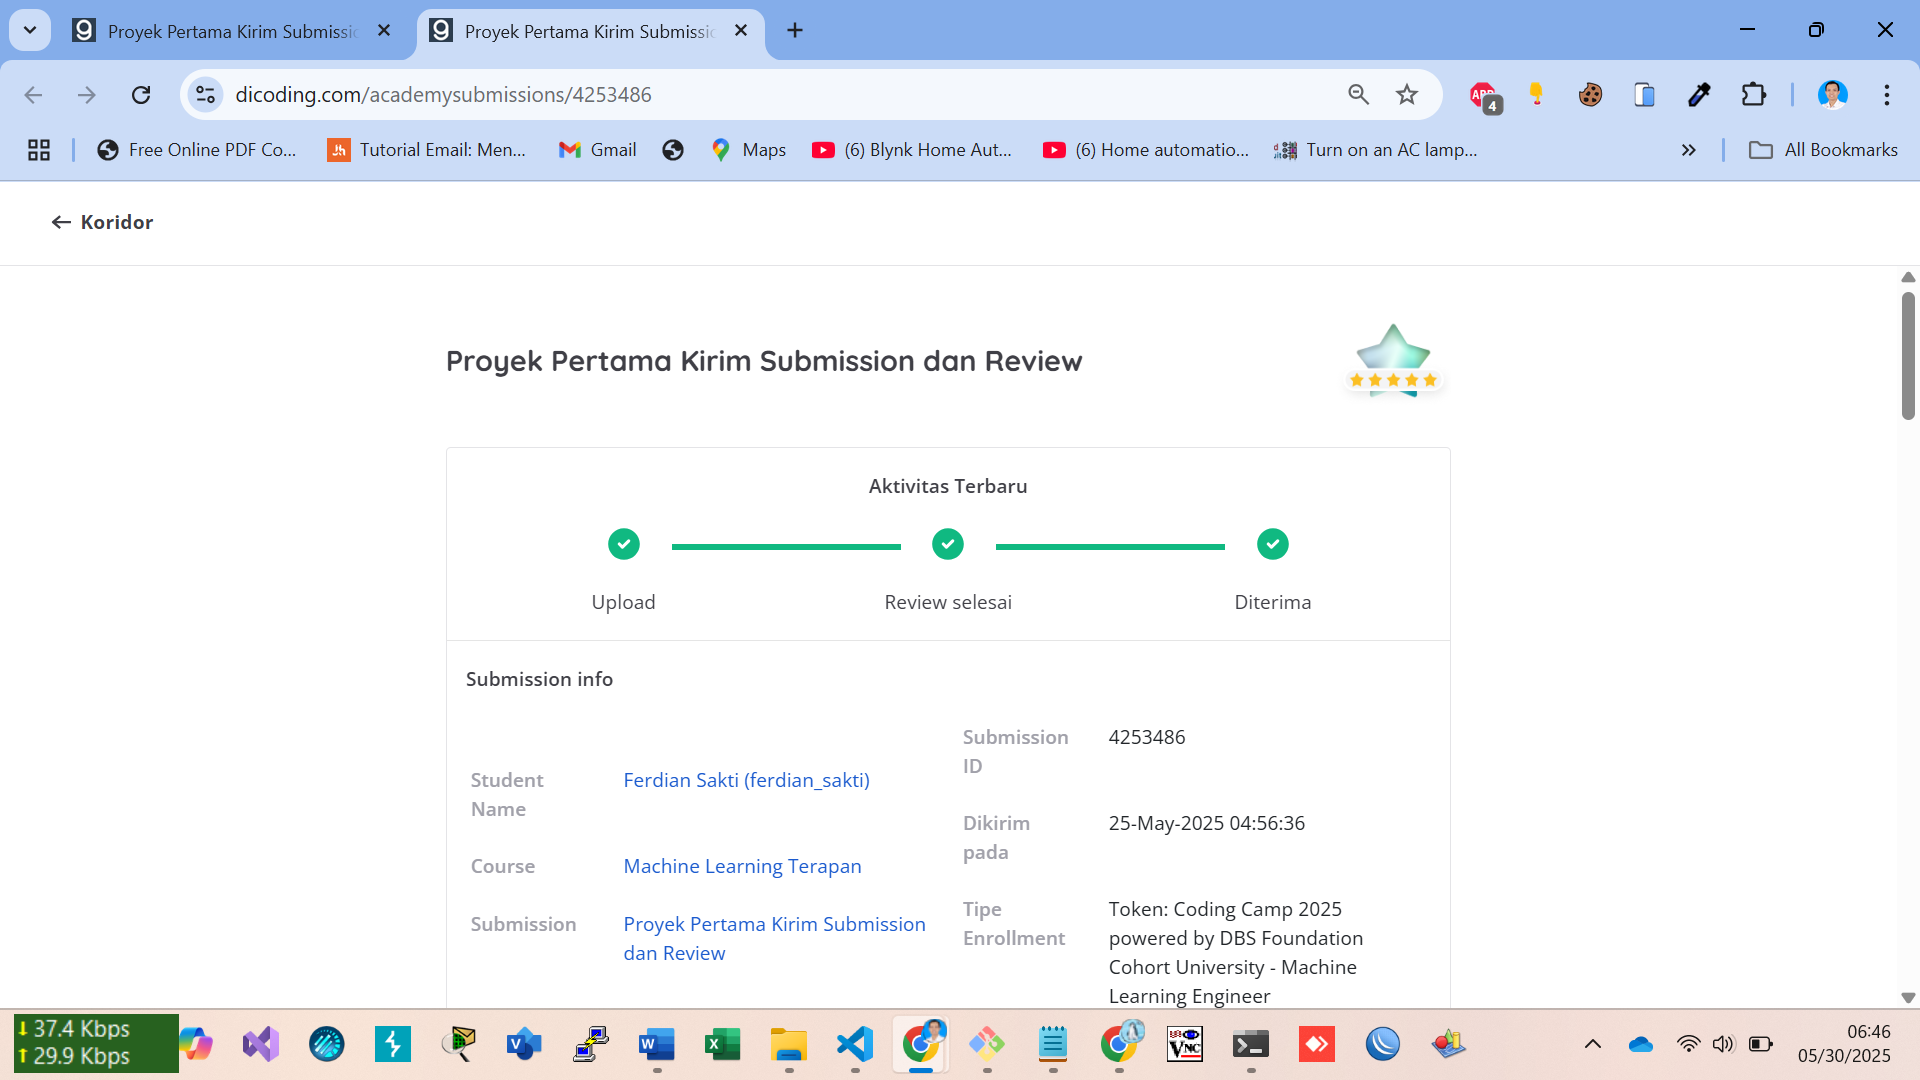 Proyek Pertama Kirim Submissi
Proyek Pertama Kirim Submissi
dicoding.com/academysubmissions/4253486
ABP
4
Free Online PDF Co...
Jh
Tutorial Email: Men...
Gmail
Maps
(6) Blynk Home Aut...
(6) Home automatio...
Turn on an AC lamp...
All Bookmarks
Koridor
Proyek Pertama Kirim Submission dan Review
Aktivitas Terbaru
Upload
Review selesai
Diterima
Submission info
Student
Name
Ferdian Sakti (ferdian_sakti)
Course
Machine Learning Terapan
Submission
Proyek Pertama Kirim Submission
dan Review
Submission
ID
4253486
Dikirim
pada
25-May-2025 04:56:36
Tipe
Enrollment
Token: Coding Camp 2025
powered by DBS Foundation
Cohort University - Machine
Learning Engineer
37.4 Kbps
29.9 Kbps
06:46
05/30/2025